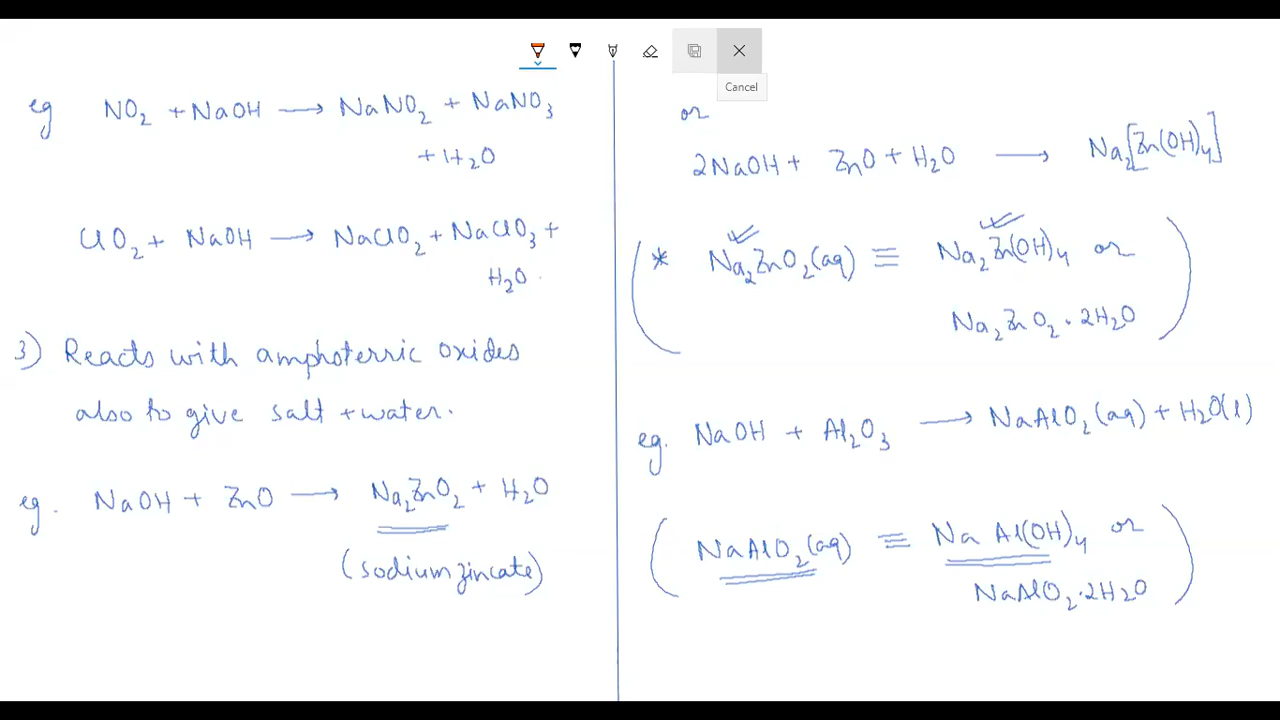 Cancel
eg NO₂ + NaOH → NaNO₂ + NaNO₃
+ H₂O
ClO₂ + NaOH → NaClO₂ + NaClO₃ +
H₂O.
3) Reacts with amphoterric oxides
also to give salt + water.
eg. NaOH + ZnO → Na₂ZnO₂ + H₂O
(sodium zincate)
or
2NaOH + ZnO + H₂O → Na₂[Zn(OH)₄]
(* Na₂ZnO₂(aq) ≡ Na₂Zn(OH)₄ or
Na₂ZnO₂·2H₂O)
eg. NaOH + Al₂O₃ → NaAlO₂(aq) + H₂O(l)
(NaAlO₂(aq) ≡ Na Al(OH)₄ or
NaAlO₂·2H₂O)